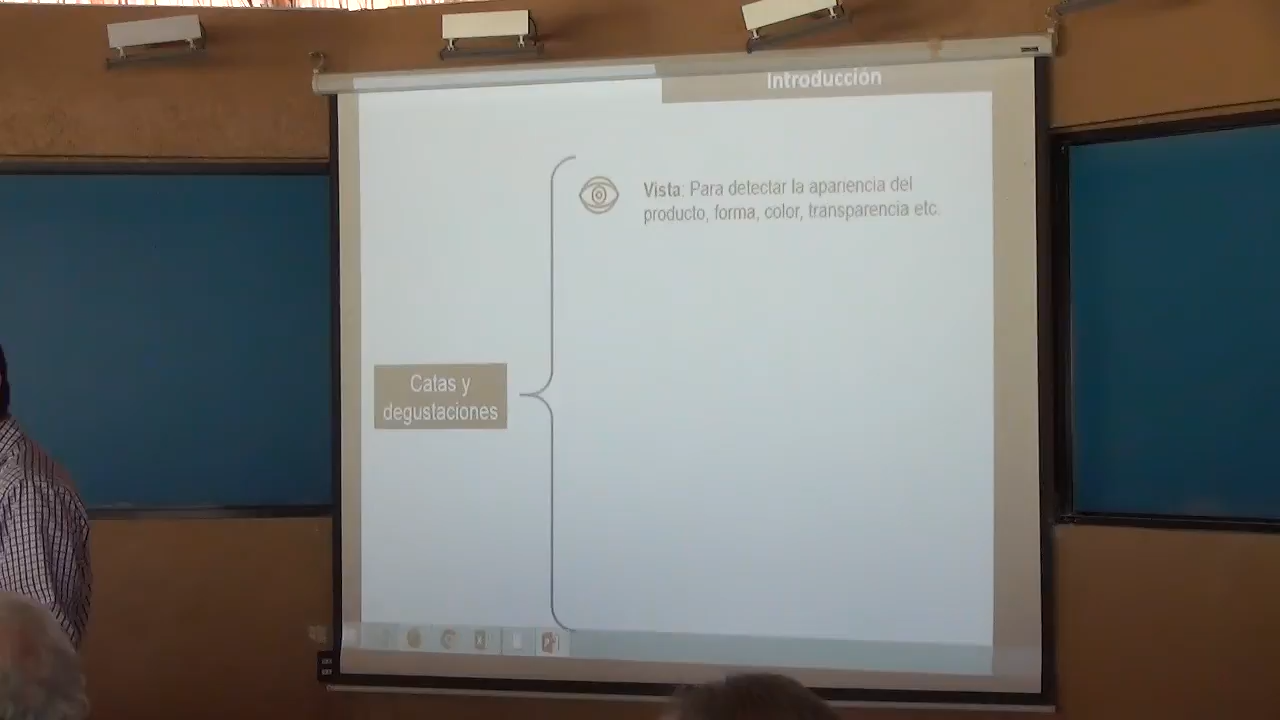 Introducción
Vista: Para detectar la apariencia del
producto, forma, color, transparencia etc.
Catas y
degustaciones